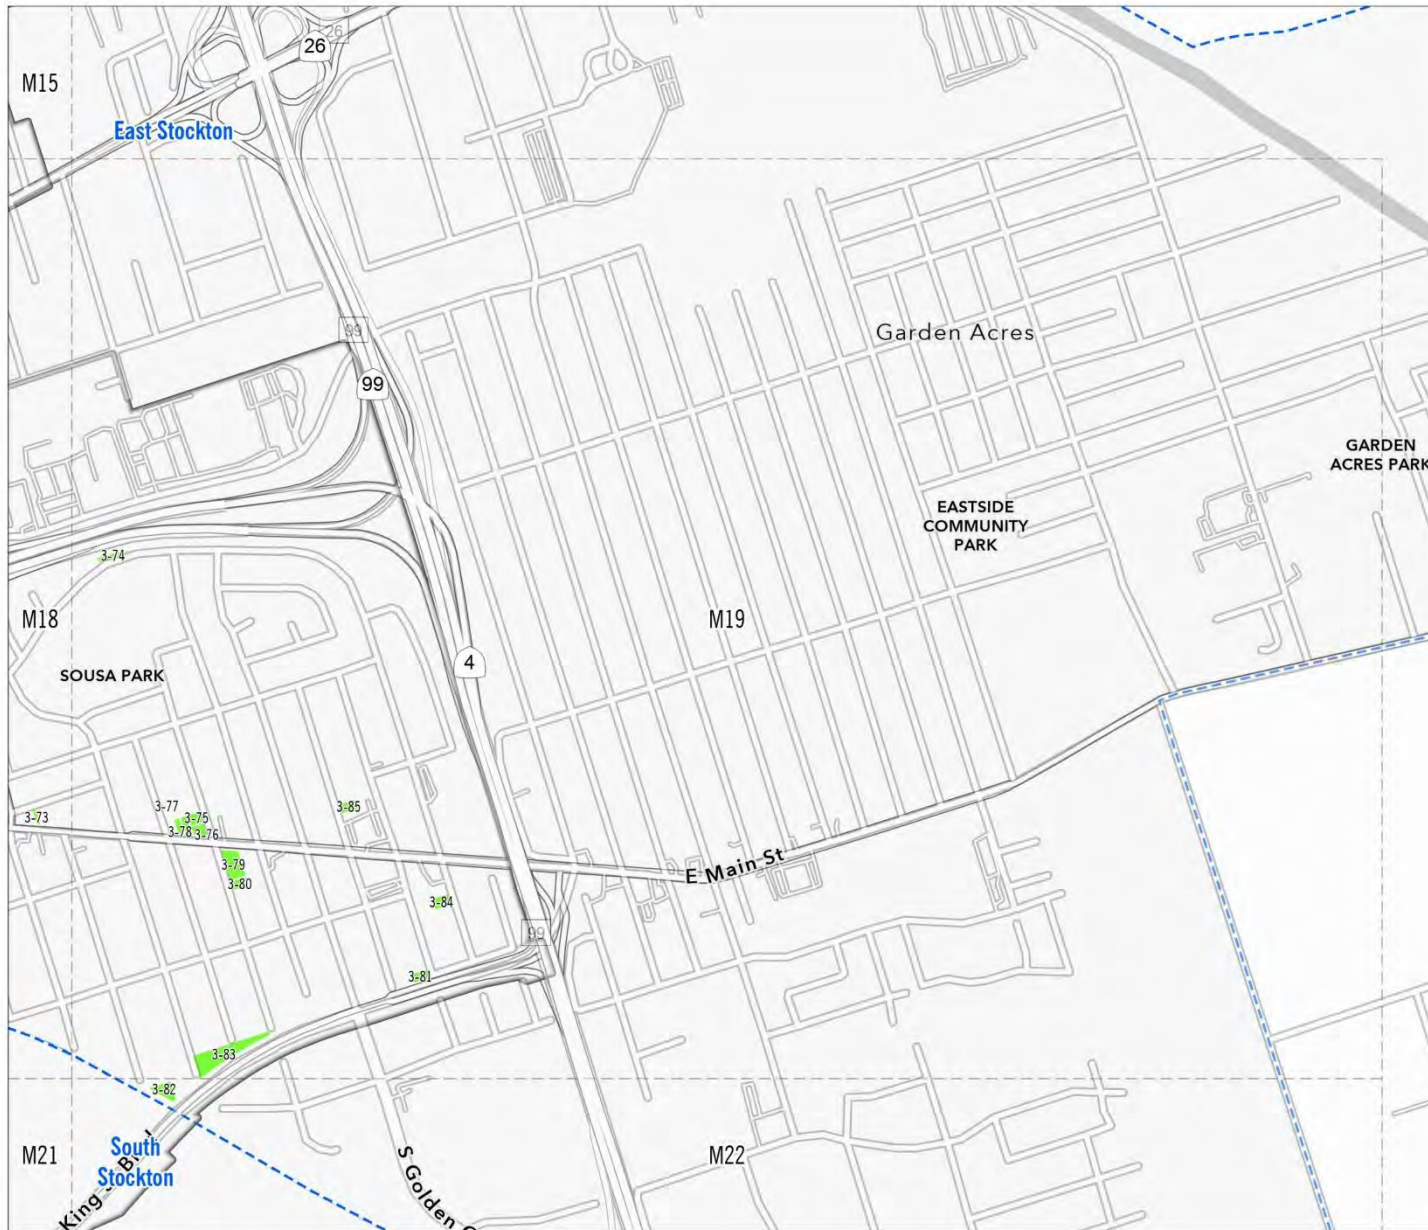 26
26
M15
East Stockton
99
Garden Acres
99
GARDEN
ACRES PARK
EASTSIDE
COMMUNITY
PARK
3-74
M18
M19
4
SOUSA PARK
3-77
3-85
3-73
3-75
3-78
3-76
3-79
E Main St
3-80
3-84
99
3-81
3-83
3-82
M21
South
Stockton
M22
King
S Golden